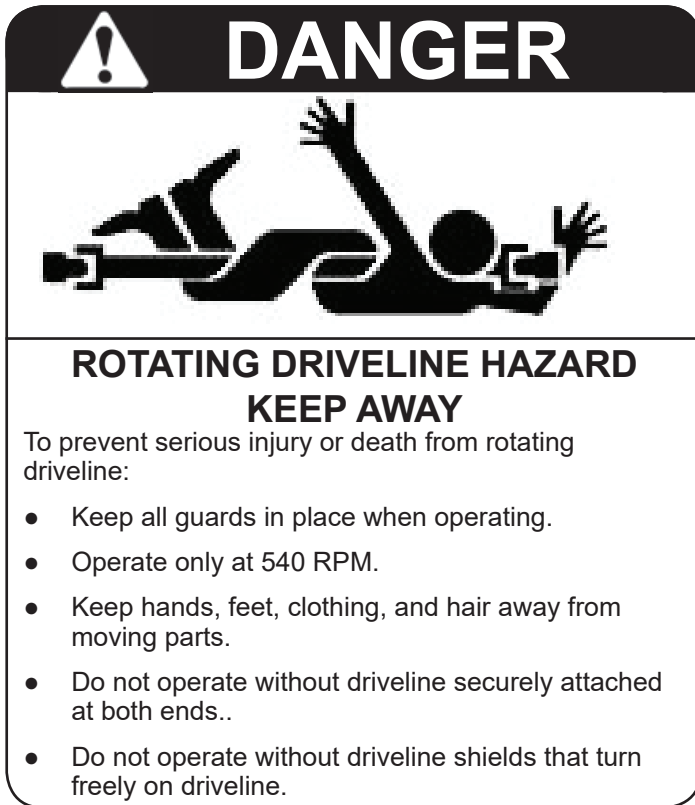 DANGER
ROTATING DRIVELINE HAZARD
KEEP AWAY
To prevent serious injury or death from rotating
driveline:
● Keep all guards in place when operating.
● Operate only at 540 RPM.
● Keep hands, feet, clothing, and hair away from
moving parts.
● Do not operate without driveline securely attached
at both ends..
● Do not operate without driveline shields that turn
freely on driveline.